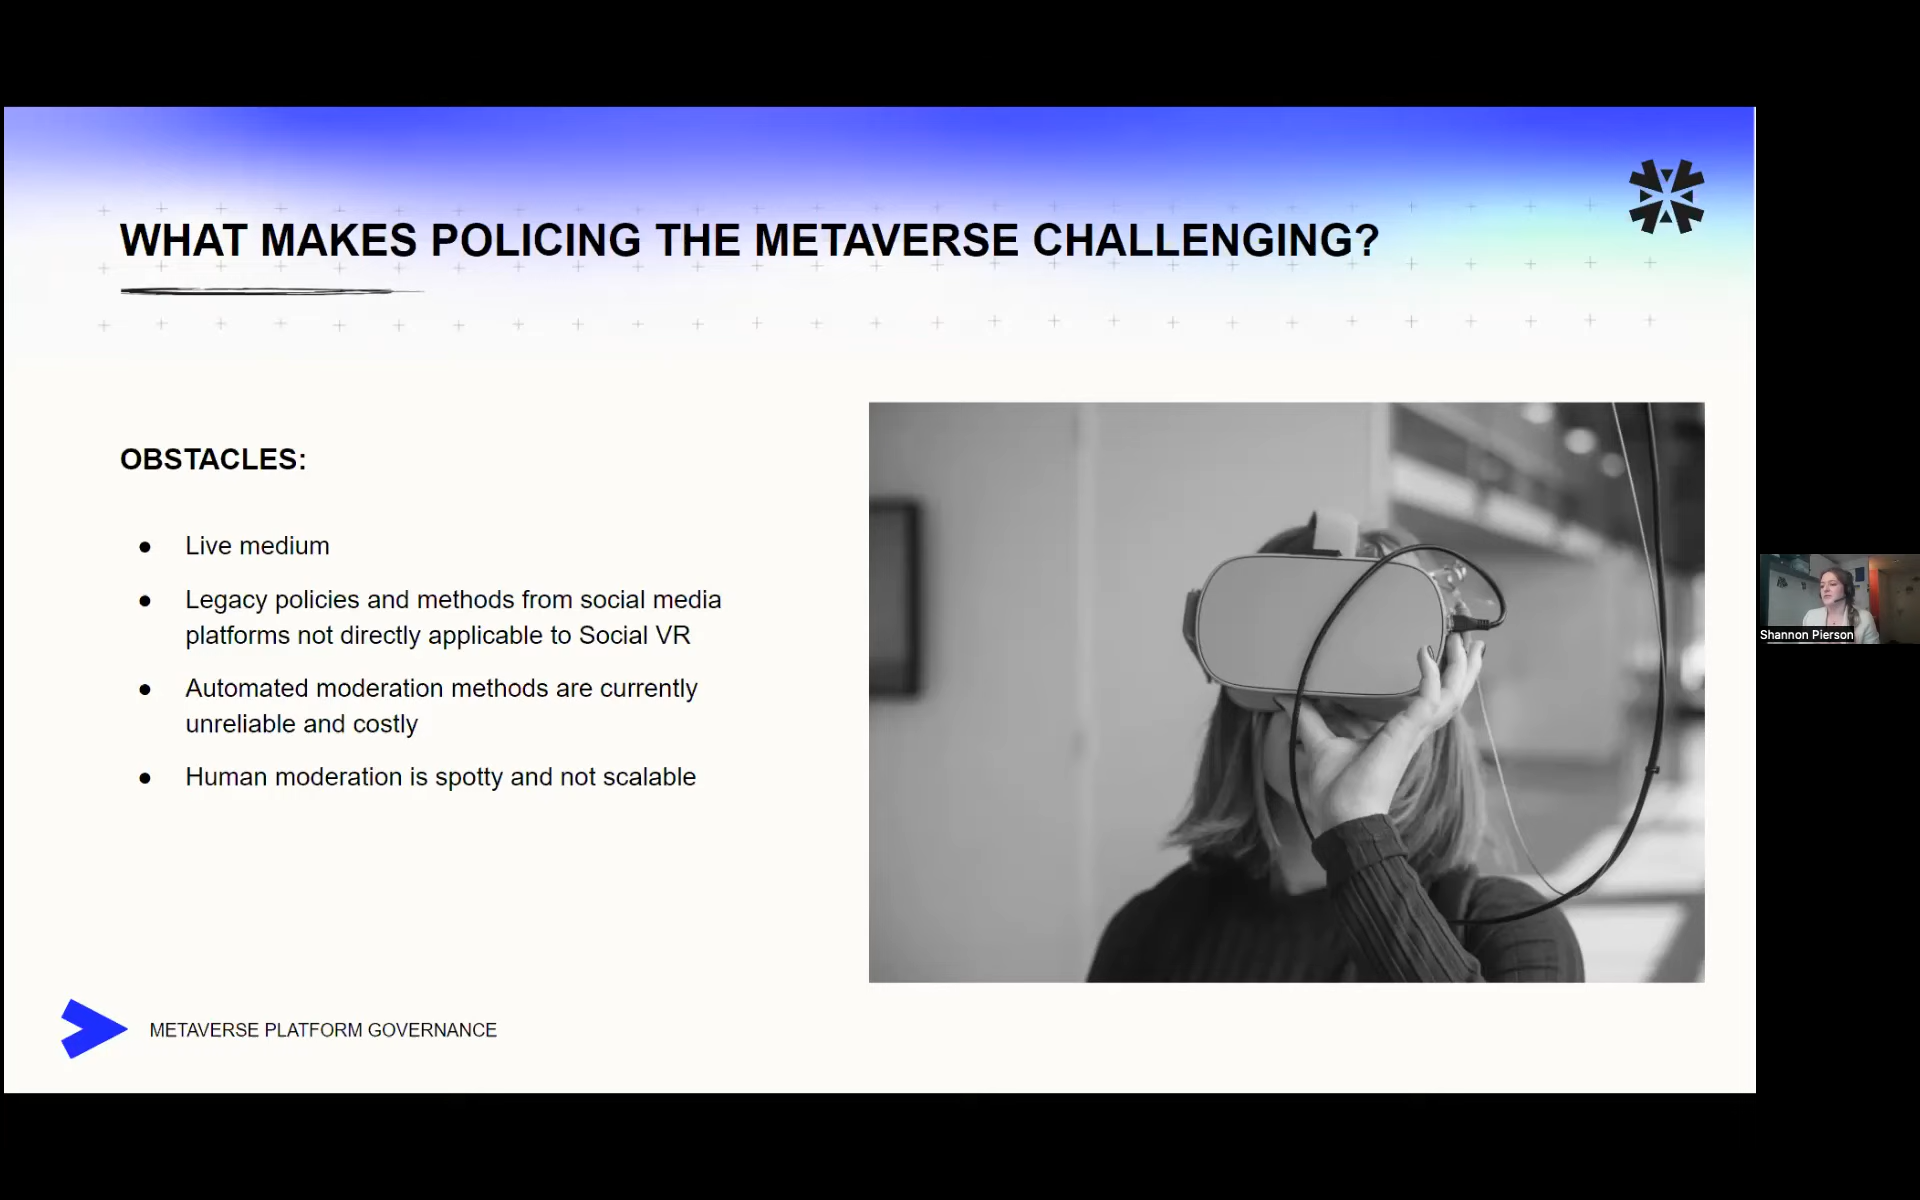 WHAT MAKES POLICING THE METAVERSE CHALLENGING?
OBSTACLES:
● Live medium
● Legacy policies and methods from social media
platforms not directly applicable to Social VR
● Automated moderation methods are currently
unreliable and costly
● Human moderation is spotty and not scalable
METAVERSE PLATFORM GOVERNANCE
Shannon Pierson